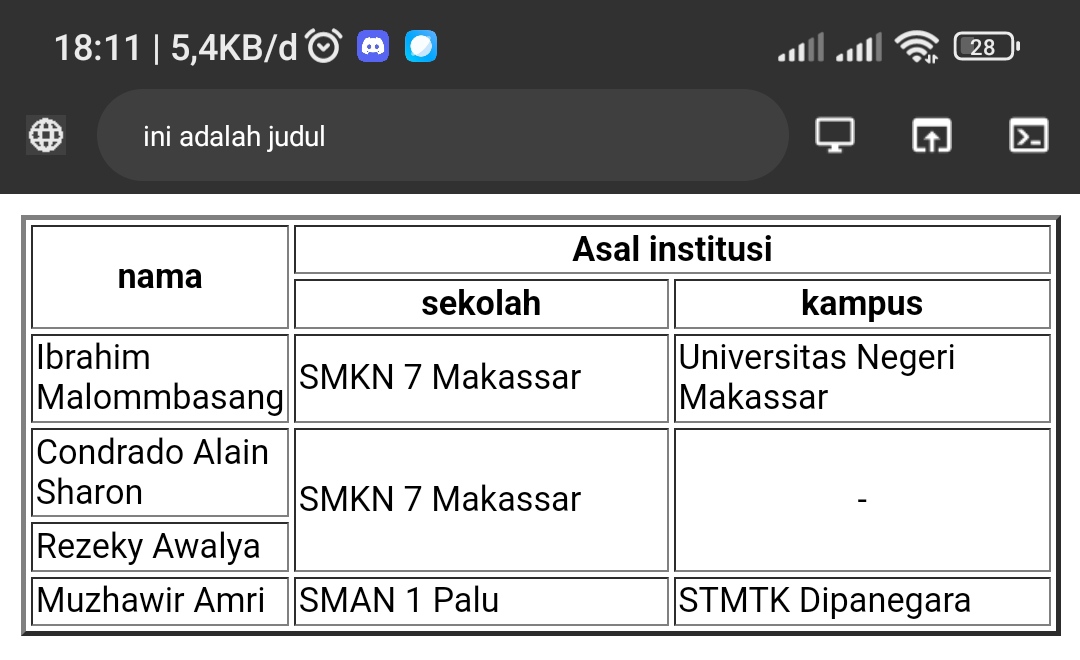 18:11 | 5,4KB/d
28
ini adalah judul
nama
Asal institusi
sekolah
kampus
Ibrahim
Malommbasang
SMKN 7 Makassar
Universitas Negeri
Makassar
Condrado Alain
Sharon
SMKN 7 Makassar
-
Rezeky Awalya
Muzhawir Amri
SMAN 1 Palu
STMTK Dipanegara